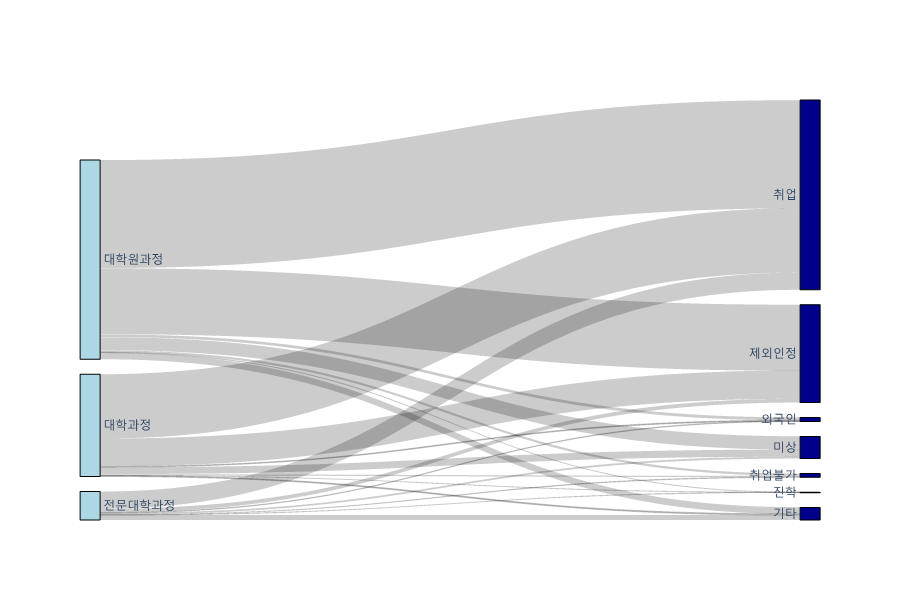 대학원과정
대학과정
전문대학과정
취업
제외인정
외국인
미상
취업불가
진학
기타